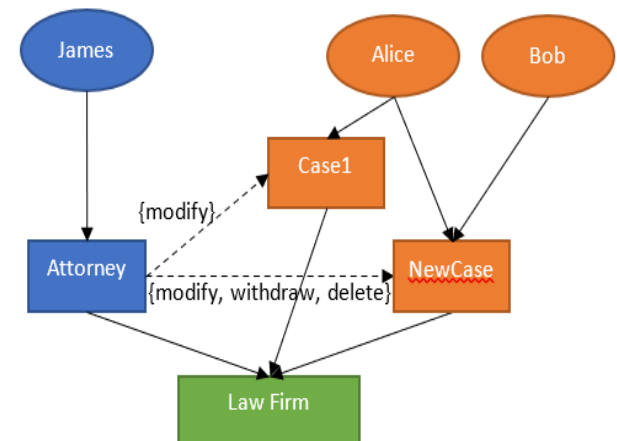 James
Alice
Bob
Case1
{modify}
Attorney
NewCase
{modify, withdraw, delete}
Law Firm